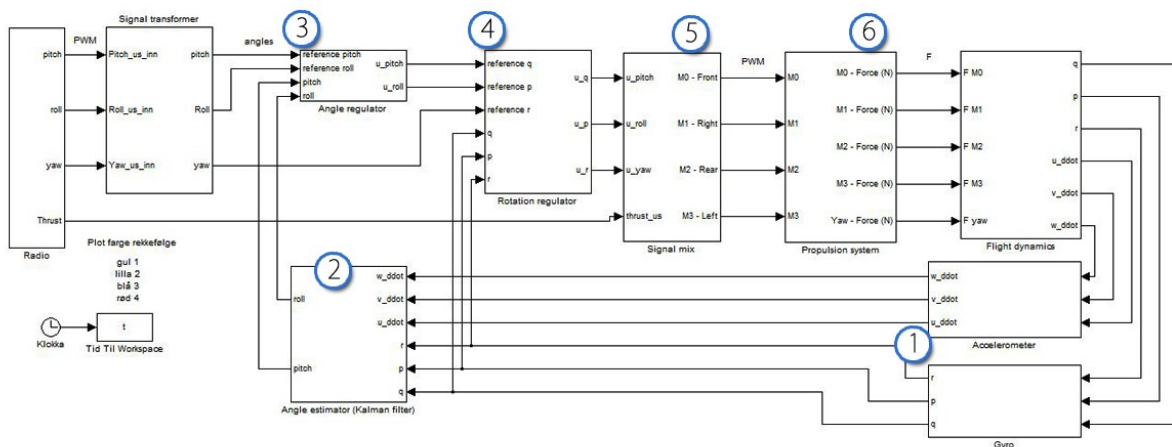 Signal transformer
PWM
angles
PWM
F
1
2
3
4
5
6
pitch
roll
yaw
Thrust
Radio
Pitch_us_inn
Roll_us_inn
Yaw_us_inn
pitch
Roll
yaw
reference pitch
reference roll
pitch
roll
u_pitch
u_roll
Angle regulator
reference q
reference p
reference r
q
p
r
u_q
u_p
u_r
Rotation regulator
u_pitch
u_roll
u_yaw
thrust_us
M0 - Front
M1 - Right
M2 - Rear
M3 - Left
Signal mix
M0
M1
M2
M3
M0 - Force (N)
M1 - Force (N)
M2 - Force (N)
M3 - Force (N)
Yaw - Force (N)
Propulsion system
F M0
F M1
F M2
F M3
F yaw
q
p
r
u_ddot
v_ddot
w_ddot
Flight dynamics
Plot farge rekkefølge
gul 1
lilla 2
blå 3
rød 4
Klokka
t
Tid Til Workspace
roll
pitch
w_ddot
v_ddot
u_ddot
r
p
q
Angle estimator (Kalman filter)
w_ddot
v_ddot
u_ddot
Accelerometer
r
p
q
Gyro